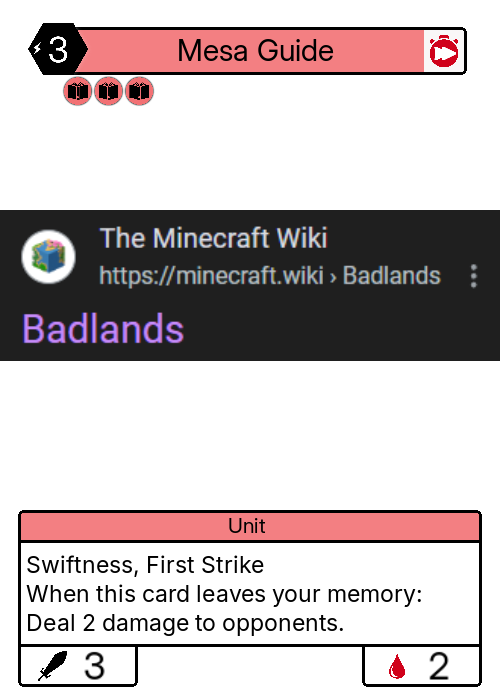 3
Mesa Guide
The Minecraft Wiki
https://minecraft.wiki › Badlands
Badlands
Unit
Swiftness, First Strike
When this card leaves your memory:
Deal 2 damage to opponents.
3
2